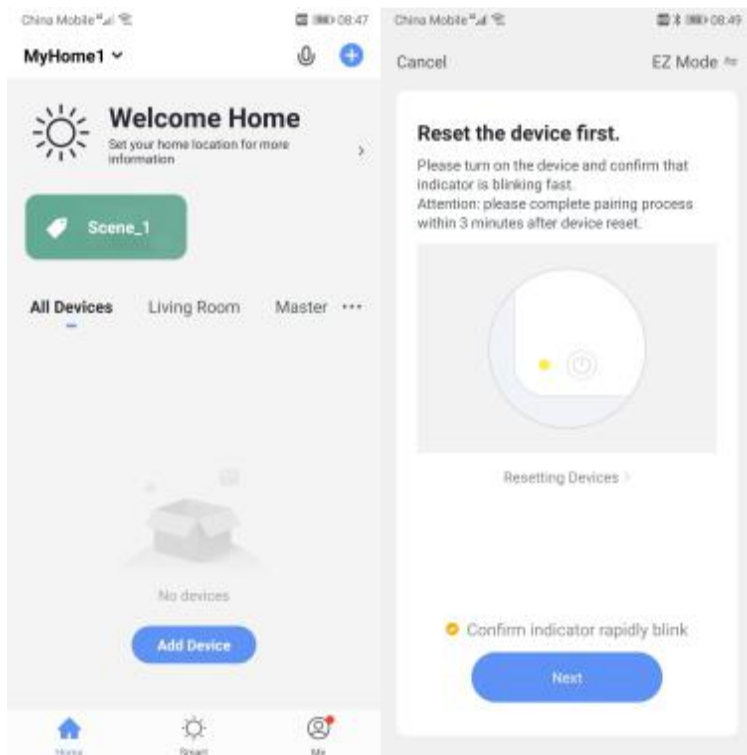 China Mobile
08:47
MyHome1
Welcome Home
Set your home location for more
information
Scene_1
All Devices
Living Room
Master
No devices
Add Device
Home
Smart
Me
China Mobile
08:49
Cancel
EZ Mode
Reset the device first.
Please turn on the device and confirm that
indicator is blinking fast.
Attention: please complete pairing process
within 3 minutes after device reset.
Resetting Devices
Confirm indicator rapidly blink
Next